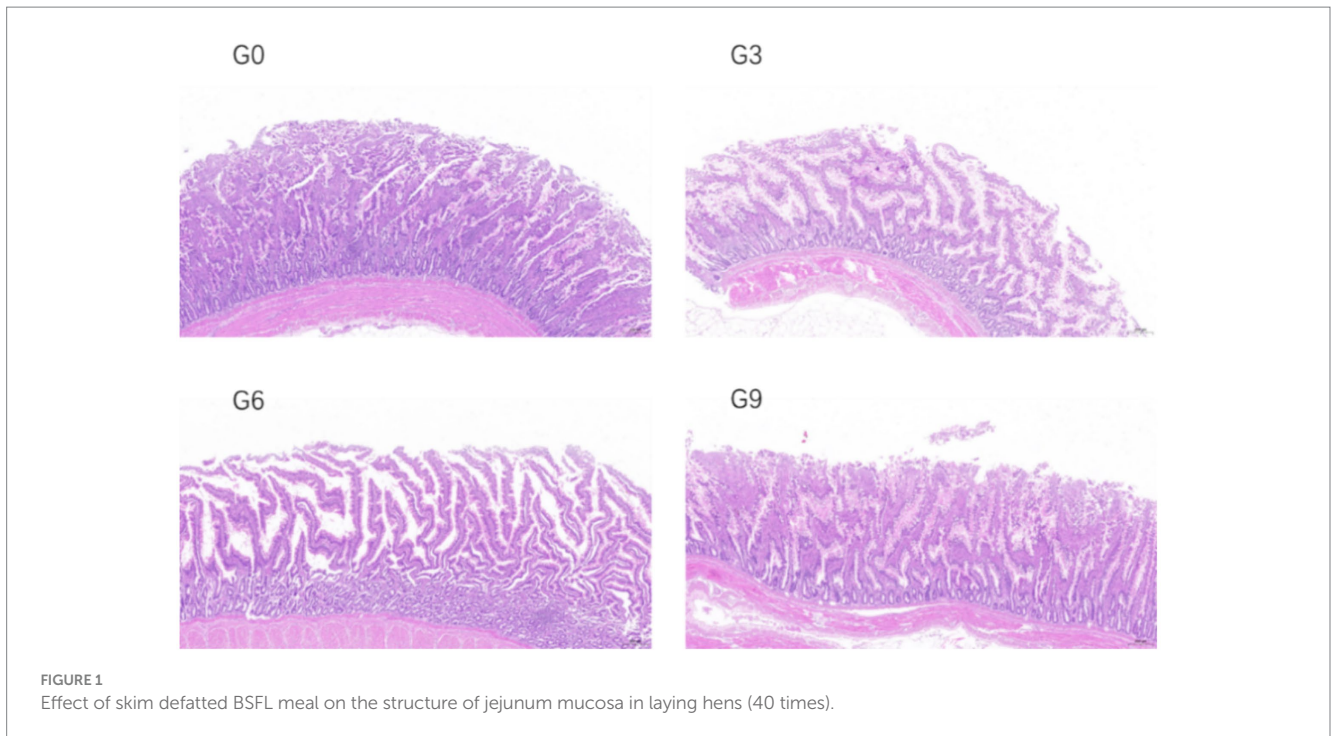 G0
G3
G6
G9
FIGURE 1
Effect of skim defatted BSFL meal on the structure of jejunum mucosa in laying hens (40 times).